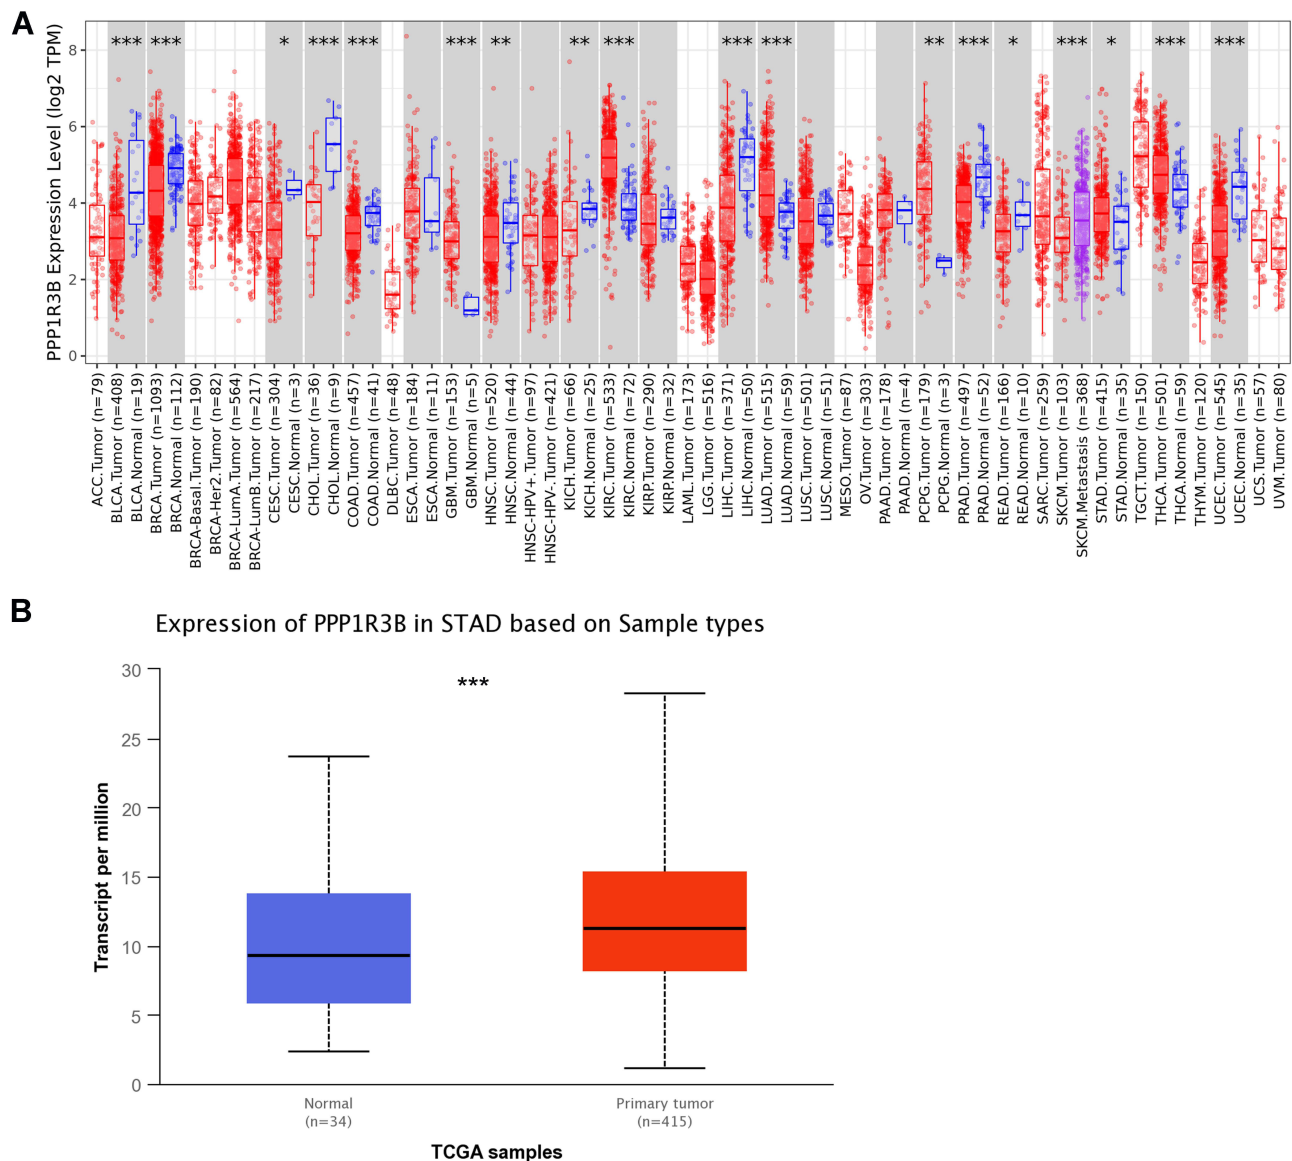 A
PPP1R3B Expression Level (log2 TPM)
8
6
4
2
0
*** *** * *** *** *** ** ** *** *** *** ** *** * *** * *** ***
ACC.Tumor (n=79)
BLCA.Tumor (n=408)
BLCA.Normal (n=19)
BRCA.Tumor (n=1093)
BRCA.Normal (n=112)
BRCA-Basal.Tumor (n=190)
BRCA-Her2.Tumor (n=82)
BRCA-LumA.Tumor (n=564)
BRCA-LumB.Tumor (n=217)
CESC.Tumor (n=304)
CESC.Normal (n=3)
CHOL.Tumor (n=36)
CHOL.Normal (n=9)
COAD.Tumor (n=457)
COAD.Normal (n=41)
DLBC.Tumor (n=48)
ESCA.Tumor (n=184)
ESCA.Normal (n=11)
GBM.Tumor (n=153)
GBM.Normal (n=5)
HNSC.Tumor (n=520)
HNSC.Normal (n=44)
HNSC-HPV+.Tumor (n=97)
HNSC-HPV-.Tumor (n=421)
KICH.Tumor (n=66)
KICH.Normal (n=25)
KIRC.Tumor (n=533)
KIRC.Normal (n=72)
KIRP.Tumor (n=290)
KIRP.Normal (n=32)
LAML.Tumor (n=173)
LGG.Tumor (n=516)
LIHC.Tumor (n=371)
LIHC.Normal (n=50)
LUAD.Tumor (n=515)
LUAD.Normal (n=59)
LUSC.Tumor (n=501)
LUSC.Normal (n=51)
MESO.Tumor (n=87)
OV.Tumor (n=303)
PAAD.Tumor (n=178)
PAAD.Normal (n=4)
PCPG.Tumor (n=179)
PCPG.Normal (n=3)
PRAD.Tumor (n=497)
PRAD.Normal (n=52)
READ.Tumor (n=166)
READ.Normal (n=10)
SARC.Tumor (n=259)
SKCM.Tumor (n=103)
SKCM.Metastasis (n=368)
STAD.Tumor (n=415)
STAD.Normal (n=35)
TGCT.Tumor (n=150)
THCA.Tumor (n=501)
THCA.Normal (n=59)
THYM.Tumor (n=120)
UCEC.Tumor (n=545)
UCEC.Normal (n=35)
UCS.Tumor (n=57)
UVM.Tumor (n=80)
B
Expression of PPP1R3B in STAD based on Sample types
Transcript per million
30
25
20
15
10
5
0
***
Normal
(n=34)
Primary tumor
(n=415)
TCGA samples